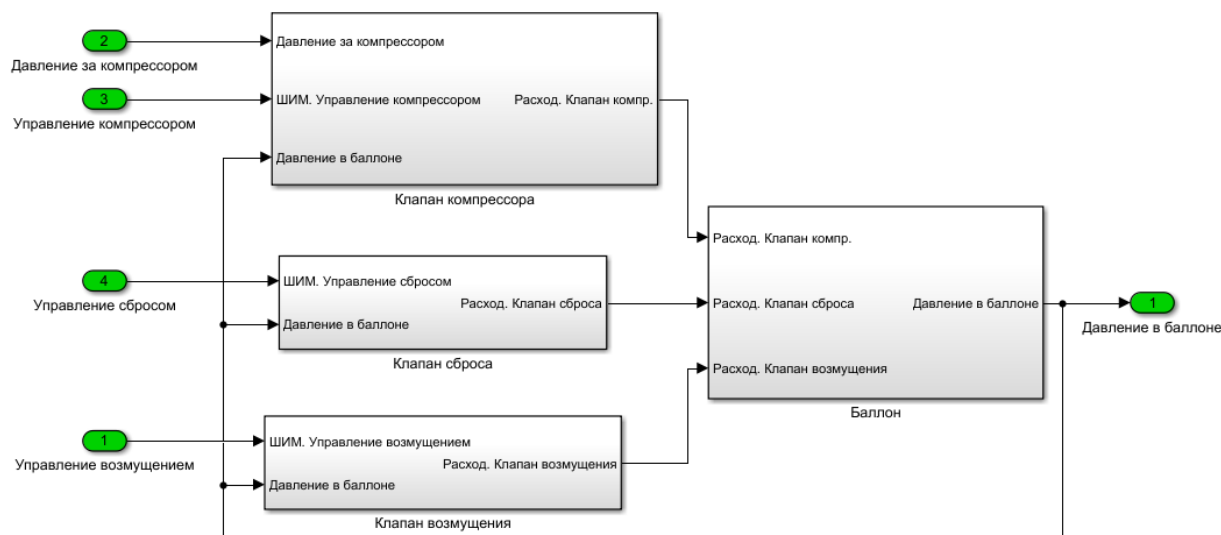 2
Давление за компрессором
3
Управление компрессором
Давление за компрессором
ШИМ. Управление компрессором
Расход. Клапан компр.
Давление в баллоне
Клапан компрессора
4
Управление сбросом
ШИМ. Управление сбросом
Расход. Клапан сброса
Давление в баллоне
Клапан сброса
1
Управление возмущением
ШИМ. Управление возмущением
Расход. Клапан возмущения
Давление в баллоне
Клапан возмущения
Расход. Клапан компр.
Расход. Клапан сброса
Давление в баллоне
Расход. Клапан возмущения
Баллон
1
Давление в баллоне